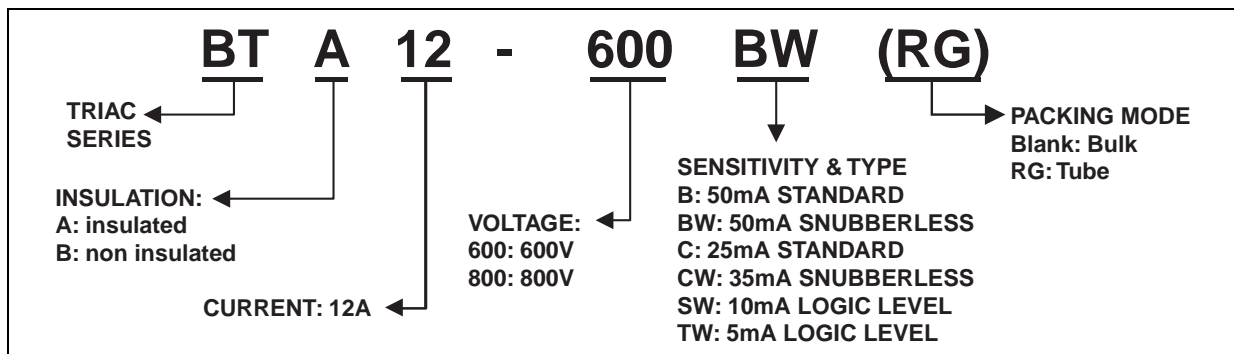 BT A 12 - 600 BW (RG)
TRIAC
SERIES
INSULATION:
A: insulated
B: non insulated
CURRENT: 12A
VOLTAGE:
600: 600V
800: 800V
SENSITIVITY & TYPE
B: 50mA STANDARD
BW: 50mA SNUBBERLESS
C: 25mA STANDARD
CW: 35mA SNUBBERLESS
SW: 10mA LOGIC LEVEL
TW: 5mA LOGIC LEVEL
PACKING MODE
Blank: Bulk
RG: Tube